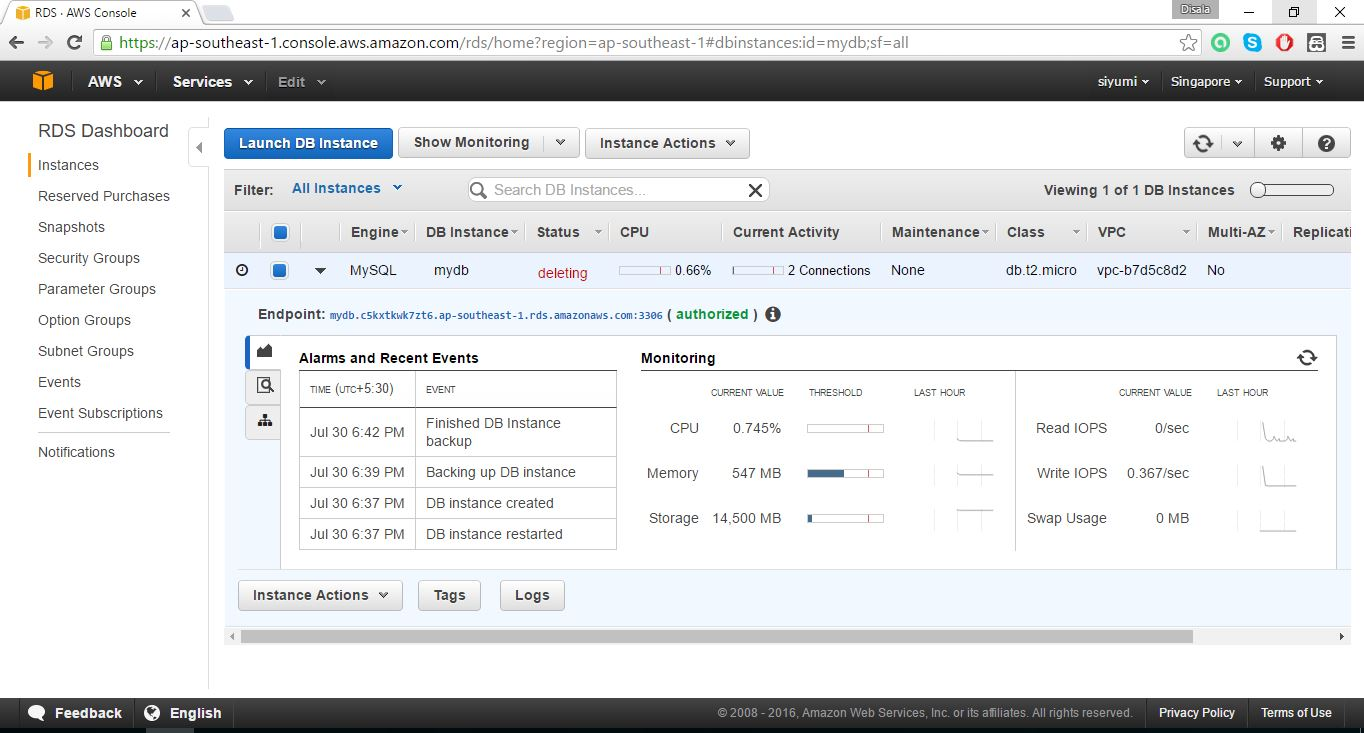 RDS · AWS Console
Disala
https://ap-southeast-1.console.aws.amazon.com/rds/home?region=ap-southeast-1#dbinstances:id=mydb;sf=all
AWS Services Edit siyumi Singapore Support
RDS Dashboard
Instances
Reserved Purchases
Snapshots
Security Groups
Parameter Groups
Option Groups
Subnet Groups
Events
Event Subscriptions
Notifications
Launch DB Instance Show Monitoring Instance Actions
Filter: All Instances Search DB Instances... Viewing 1 of 1 DB Instances
Engine DB Instance Status CPU Current Activity Maintenance Class VPC Multi-AZ Replicati
MySQL mydb deleting 0.66% 2 Connections None db.t2.micro vpc-b7d5c8d2 No
Endpoint: mydb.c5kxtkwk7zt6.ap-southeast-1.rds.amazonaws.com:3306 ( authorized )
Alarms and Recent Events
TIME (UTC+5:30) EVENT
Jul 30 6:42 PM Finished DB Instance
backup
Jul 30 6:39 PM Backing up DB instance
Jul 30 6:37 PM DB instance created
Jul 30 6:37 PM DB instance restarted
Monitoring
CURRENT VALUE THRESHOLD LAST HOUR CURRENT VALUE LAST HOUR
CPU 0.745% Read IOPS 0/sec
Memory 547 MB Write IOPS 0.367/sec
Storage 14,500 MB Swap Usage 0 MB
Instance Actions Tags Logs
Feedback English © 2008 - 2016, Amazon Web Services, Inc. or its affiliates. All rights reserved. Privacy Policy Terms of Use